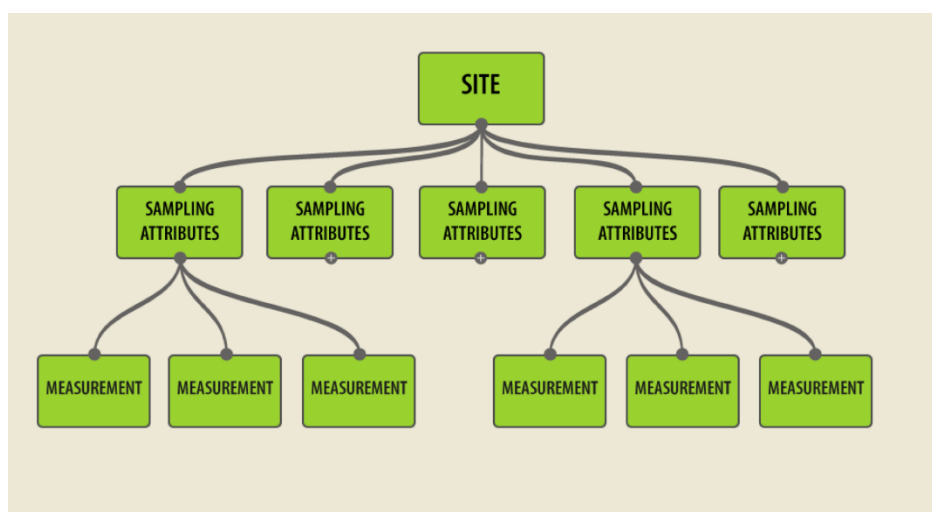 SITE
SAMPLING
ATTRIBUTES
SAMPLING
ATTRIBUTES
SAMPLING
ATTRIBUTES
SAMPLING
ATTRIBUTES
SAMPLING
ATTRIBUTES
MEASUREMENT
MEASUREMENT
MEASUREMENT
MEASUREMENT
MEASUREMENT
MEASUREMENT